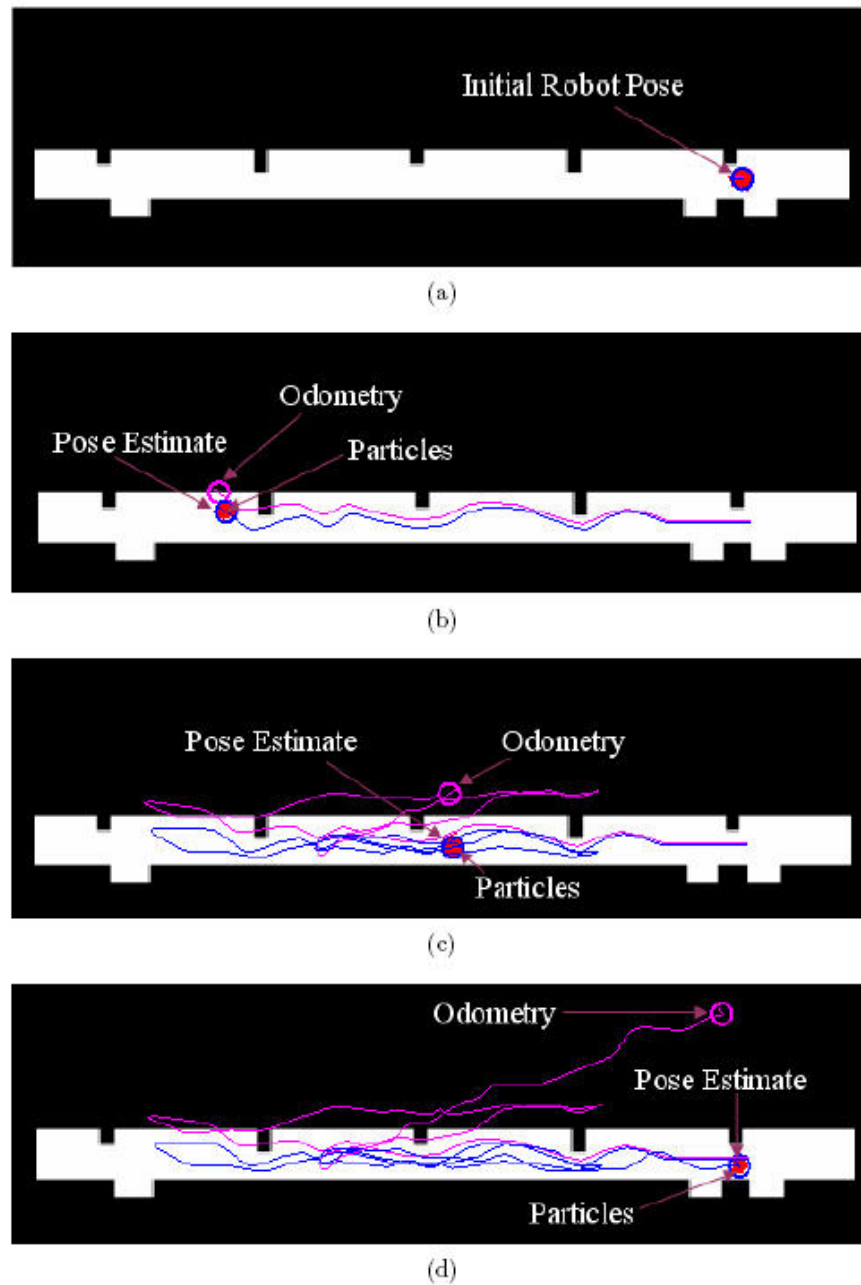 Initial Robot Pose
(a)
Odometry
Pose Estimate
Particles
(b)
Pose Estimate
Odometry
Particles
(c)
Odometry
Pose Estimate
Particles
(d)